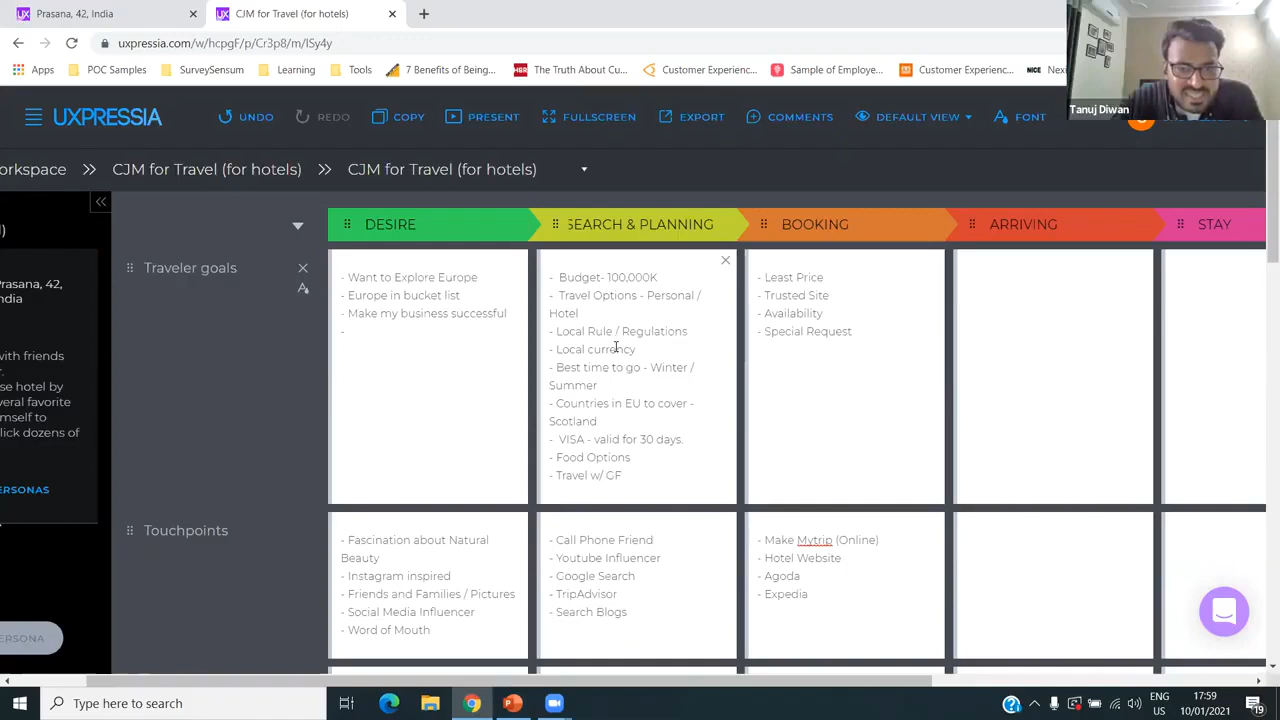 Prasana, 42, India
CJM for Travel (for hotels)
uxpressia.com/w/hcpgF/p/Cr3p8/m/lSy4y
Apps
POC Samples
SurveySensum
Learning
Tools
7 Benefits of Being...
The Truth About Cu...
Customer Experienc...
Sample of Employe...
Customer Experienc...
NICE Nexi
Tanuj Diwan
UXPRESSIA
UNDO
REDO
COPY
PRESENT
FULLSCREEN
EXPORT
COMMENTS
DEFAULT VIEW
FONT
orkspace
CJM for Travel (for hotels)
CJM for Travel (for hotels)
DESIRE
SEARCH & PLANNING
BOOKING
ARRIVING
STAY
Prasana, 42,
India
with friends
r.
se hotel by
everal favorite
mself to
lick dozens of
ERSONAS
ERSONA
Traveler goals
- Want to Explore Europe
- Europe in bucket list
- Make my business successful
-
- Budget- 100,000K
- Travel Options - Personal /
Hotel
- Local Rule / Regulations
- Local currency
- Best time to go - Winter /
Summer
- Countries in EU to cover -
Scotland
- VISA - valid for 30 days.
- Food Options
- Travel w/ GF
- Least Price
- Trusted Site
- Availability
- Special Request
Touchpoints
- Fascination about Natural
Beauty
- Instagram inspired
- Friends and Families / Pictures
- Social Media Influencer
- Word of Mouth
- Call Phone Friend
- Youtube Influencer
- Google Search
- TripAdvisor
- Search Blogs
- Make Mytrip (Online)
- Hotel Website
- Agoda
- Expedia
Type here to search
ENG
US
17:59
10/01/2021
19